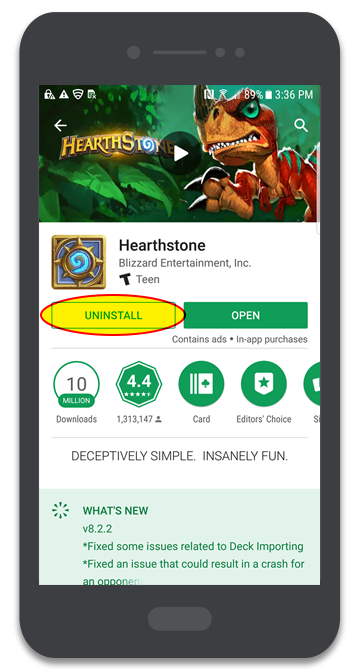 89% 3:36 PM
HEARTHSTONE
Hearthstone
Blizzard Entertainment, Inc.
T Teen
UNINSTALL OPEN
Contains ads • In-app purchases
10 4.4
MILLION
Downloads 1,313,147 Card Editors' Choice Si
DECEPTIVELY SIMPLE. INSANELY FUN.
WHAT'S NEW
v8.2.2
*Fixed some issues related to Deck Importing
*Fixed an issue that could result in a crash for
an opponent